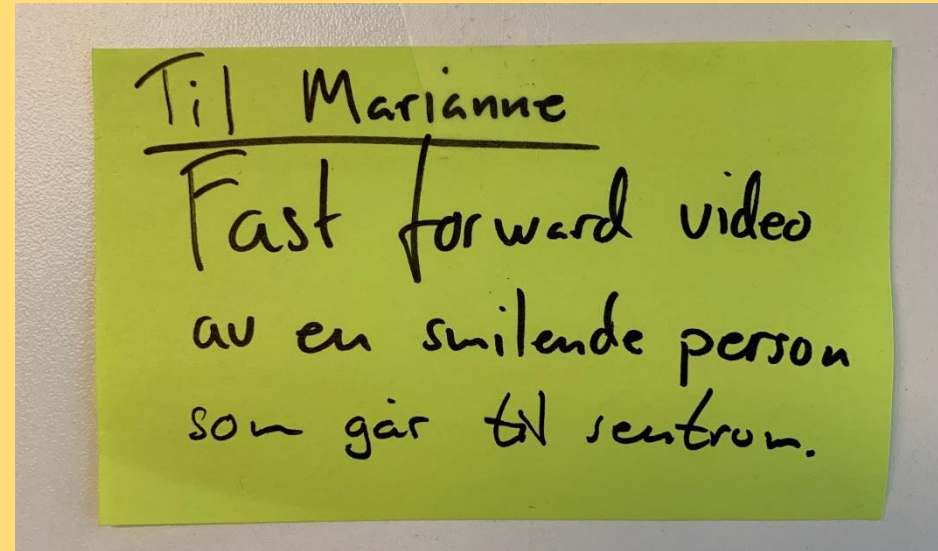 Til Marianne
Fast forward video
av en smilende person
som går til sentrum.